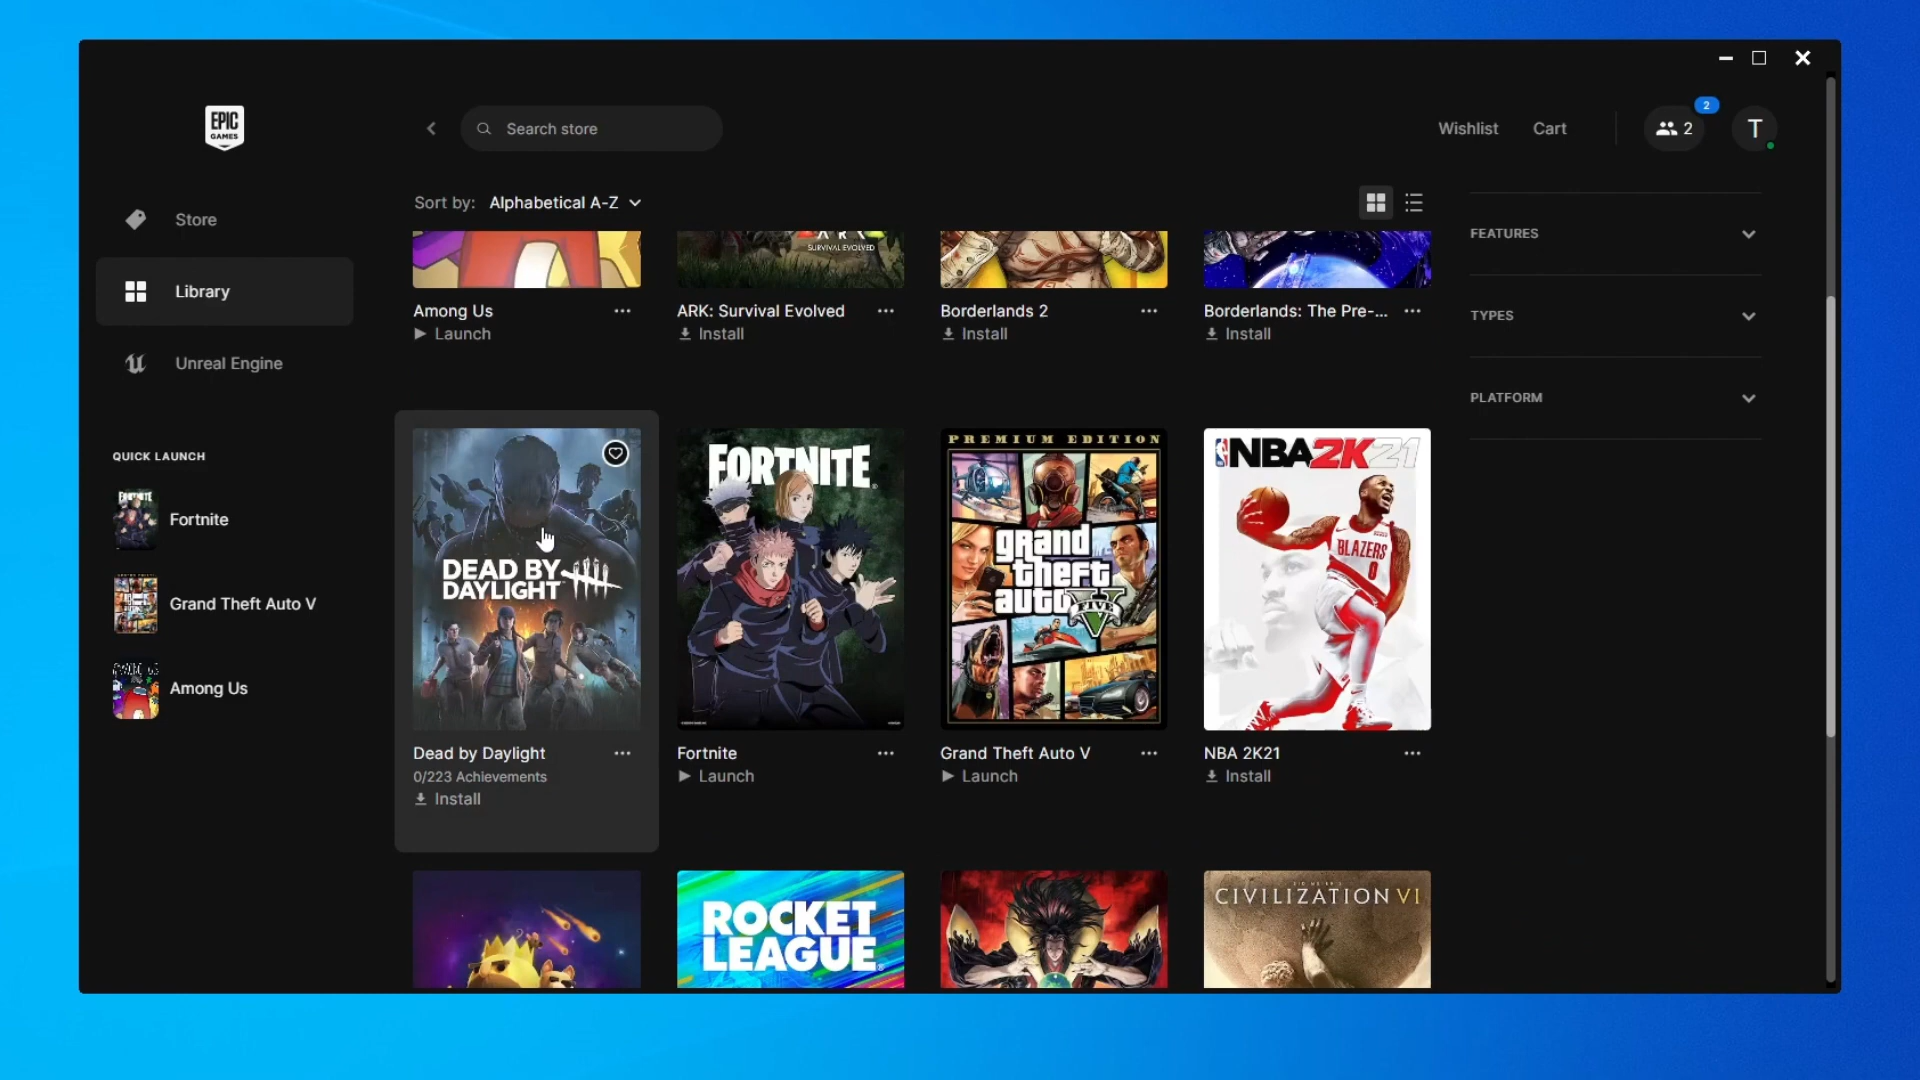 EPIC
GAMES
Search store
Wishlist
Cart
2
2
T
Store
Library
Unreal Engine
QUICK LAUNCH
Fortnite
Grand Theft Auto V
Among Us
Sort by: Alphabetical A-Z
SURVIVAL EVOLVED
Among Us
Launch
ARK: Survival Evolved
Install
Borderlands 2
Install
Borderlands: The Pre-...
Install
FEATURES
TYPES
PLATFORM
DEAD BY
DAYLIGHT
Dead by Daylight
0/223 Achievements
Install
FORTNITE
Fortnite
Launch
PREMIUM EDITION
grand
theft
auto
FIVE
Grand Theft Auto V
Launch
NBA2K21
BLAZERS
0
NBA 2K21
Install
ROCKET
LEAGUE
CIVILIZATION VI